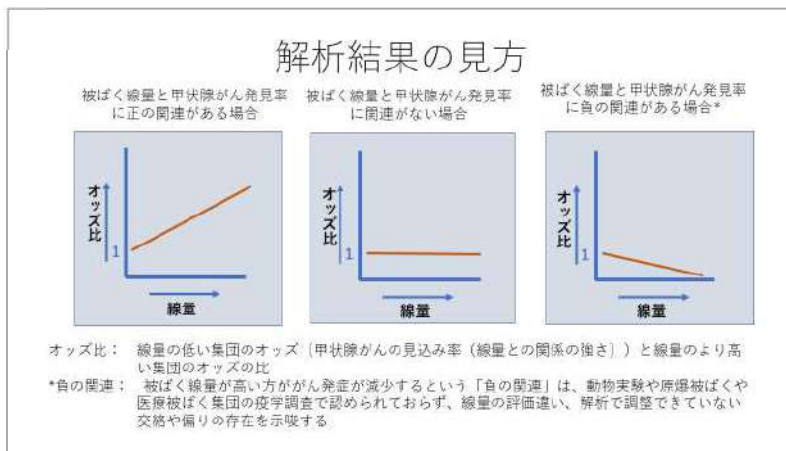 解析結果の見方
被ばく線量と甲状腺がん発見率
に正の関連がある場合
被ばく線量と甲状腺がん発見率
に関連がない場合
被ばく線量と甲状腺がん発見率
に負の関連がある場合*
オッズ比
1
線量
オッズ比
1
線量
オッズ比
1
線量
オッズ比： 線量の低い集団のオッズ〔甲状腺がんの見込み率（線量との関係の強さ）〕と線量のより高
い集団のオッズの比
*負の関連： 被ばく線量が高い方ががん発症が減少するという「負の関連」は、動物実験や原爆被ばくや
医療被ばく集団の疫学調査で認められておらず、線量の評価違い、解析で調整できていない
交絡や偏りの存在を示唆する